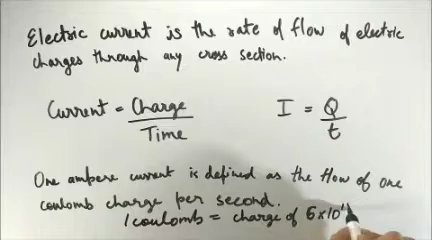 Electric current is the rate of flow of electric
charges through any cross section.
Current = Charge / Time I = Q / t
One ampere current is defined as the flow of one
coulomb charge per second.
1 coulomb = charge of 6x10